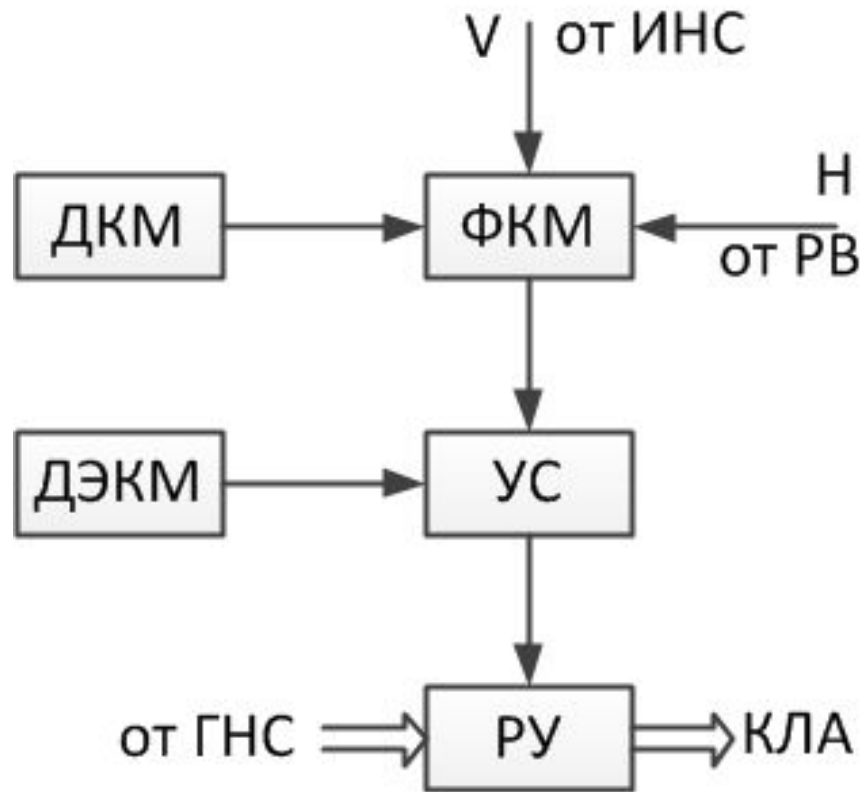 V от ИНС
ДКМ
ФКМ
Н
от РВ
ДЭКМ
УС
от ГНС
РУ
КЛА